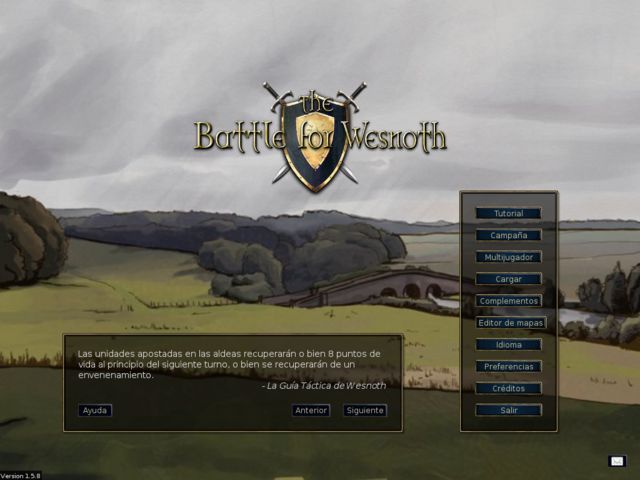 the
Battle for Wesnoth
Tutorial
Campaña
Multijugador
Cargar
Complementos
Editor de mapas
Idioma
Preferencias
Créditos
Salir
Las unidades apostadas en las aldeas recuperarán o bien 8 puntos de
vida al principio del siguiente turno, o bien se recuperarán de un
envenenamiento.
- La Guía Táctica de Wesnoth
Ayuda
Anterior
Siguiente
Version 1.5.8